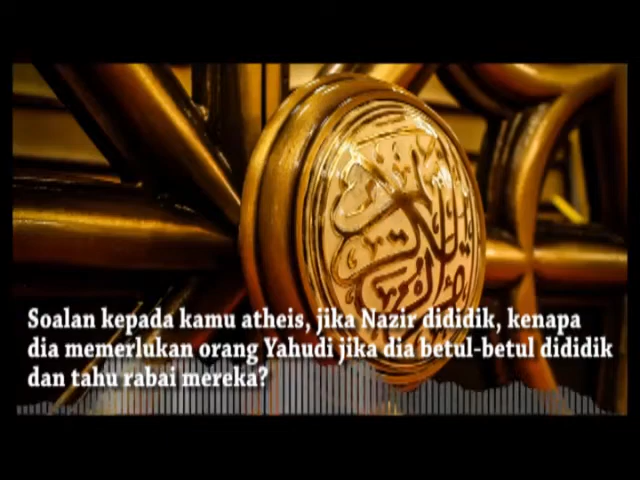 Soalan kepada kamu atheis, jika Nazir dididik, kenapa
dia memerlukan orang Yahudi jika dia betul-betul dididik
dan tahu rabai mereka?